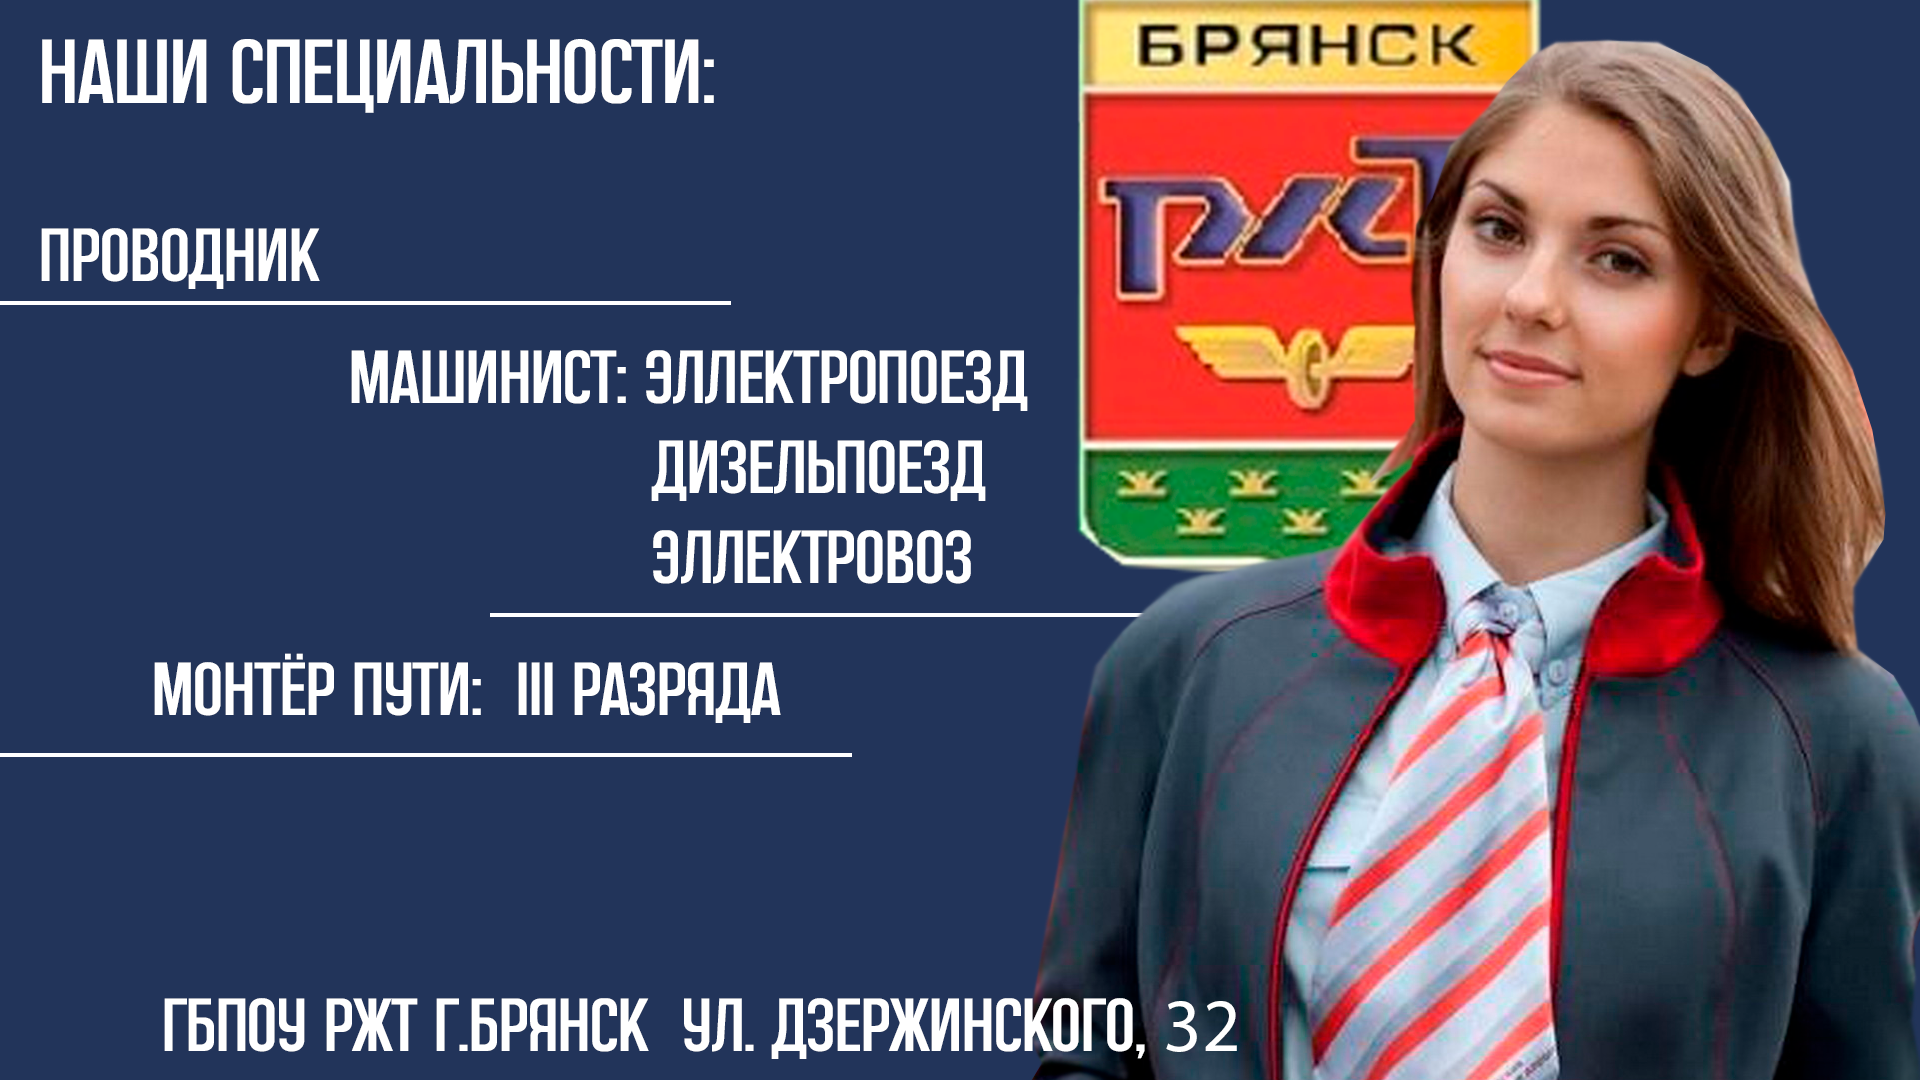 НАШИ СПЕЦИАЛЬНОСТИ:
БРЯНСК
РЖТ
ПРОВОДНИК
МАШИНИСТ: ЭЛЛЕКТРОПОЕЗД
ДИЗЕЛЬПОЕЗД
ЭЛЛЕКТРОВОЗ
МОНТЁР ПУТИ: III РАЗРЯДА
ГБПОУ РЖТ Г.БРЯНСК УЛ. ДЗЕРЖИНСКОГО, 32